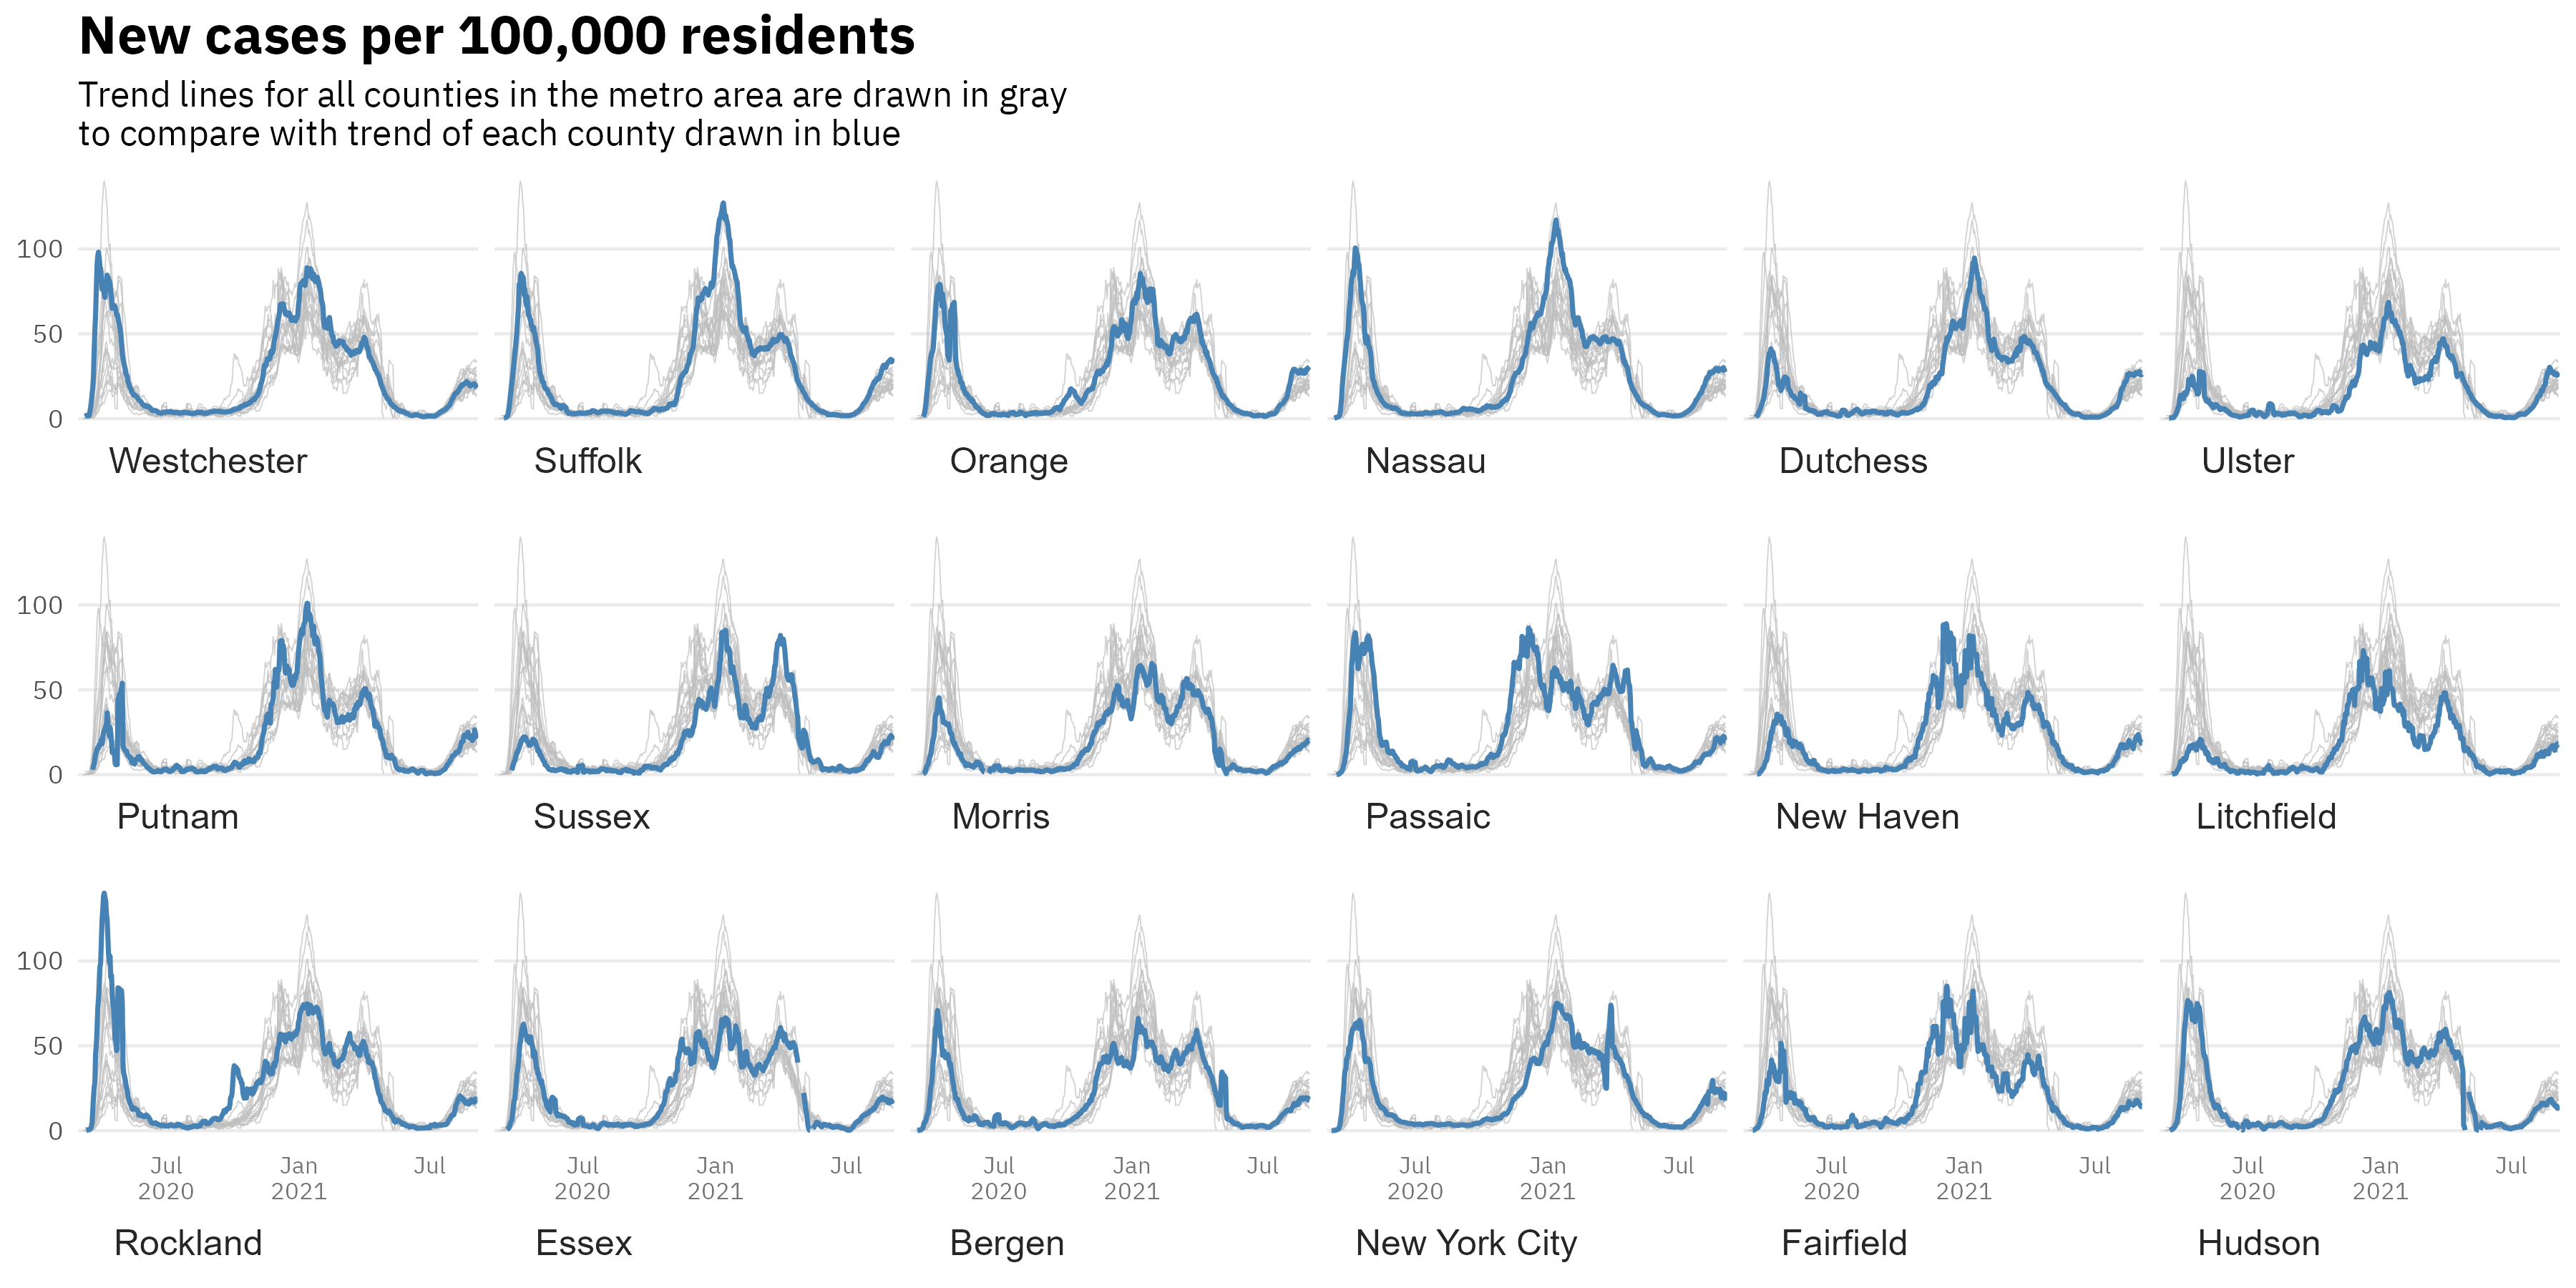 New cases per 100,000 residents
Trend lines for all counties in the metro area are drawn in gray
to compare with trend of each county drawn in blue
100
50
0
Westchester
Suffolk
Orange
Nassau
Dutchess
Ulster
100
50
0
Putnam
Sussex
Morris
Passaic
New Haven
Litchfield
100
50
0
Jul
2020
Jan
2021
Jul
Jul
2020
Jan
2021
Jul
Jul
2020
Jan
2021
Jul
Jul
2020
Jan
2021
Jul
Jul
2020
Jan
2021
Jul
Jul
2020
Jan
2021
Jul
Rockland
Essex
Bergen
New York City
Fairfield
Hudson